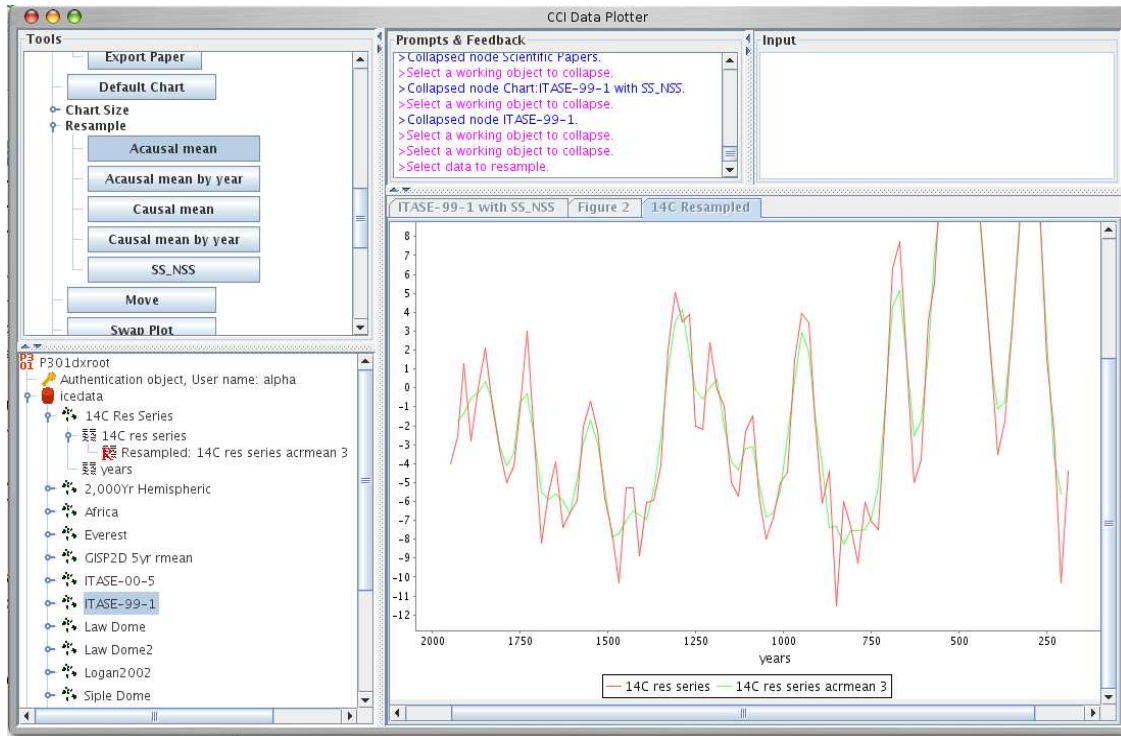 CCI Data Plotter
Tools
Export Paper
Default Chart
Chart Size
Resample
Acausal mean
Acausal mean by year
Causal mean
Causal mean by year
SS_NSS
Move
Swap Plot
Prompts & Feedback
>Collapsed node Scientific Papers.
>Select a working object to collapse.
>Collapsed node Chart:ITASE-99-1 with SS_NSS.
>Select a working object to collapse.
>Collapsed node ITASE-99-1.
>Select a working object to collapse.
>Select a working object to collapse.
>Select data to resample.
Input
P301dxroot
Authentication object, User name: alpha
icedata
14C Res Series
14C res series
Resampled: 14C res series acrmean 3
years
2,000Yr Hemispheric
Africa
Everest
GISP2D 5yr rmean
ITASE-00-5
ITASE-99-1
Law Dome
Law Dome2
Logan2002
Siple Dome
ITASE-99-1 with SS_NSS
Figure 2
14C Resampled
8
7
6
5
4
3
2
1
0
-1
-2
-3
-4
-5
-6
-7
-8
-9
-10
-11
-12
2000 1750 1500 1250 1000 750 500 250
years
14C res series 14C res series acrmean 3